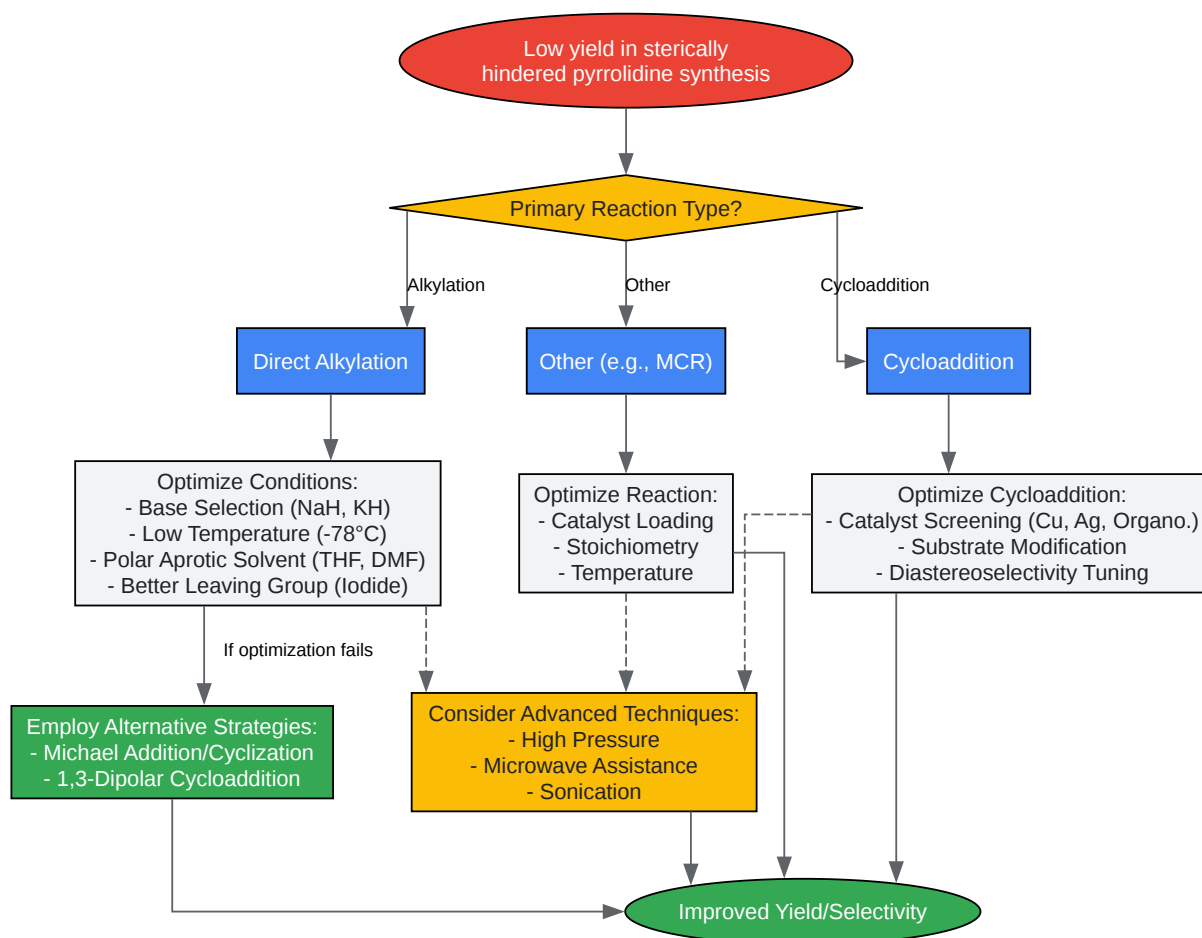 Low yield in sterically
hindered pyrrolidine synthesis
Primary Reaction Type?
Alkylation
Other
Cycloaddition
Direct Alkylation
Other (e.g., MCR)
Cycloaddition
Optimize Conditions:
- Base Selection (NaH, KH)
- Low Temperature (-78°C)
- Polar Aprotic Solvent (THF, DMF)
- Better Leaving Group (Iodide)
Optimize Reaction:
- Catalyst Loading
- Stoichiometry
- Temperature
Optimize Cycloaddition:
- Catalyst Screening (Cu, Ag, Organo.)
- Substrate Modification
- Diastereoselectivity Tuning
If optimization fails
Employ Alternative Strategies:
- Michael Addition/Cyclization
- 1,3-Dipolar Cycloaddition
Consider Advanced Techniques:
- High Pressure
- Microwave Assistance
- Sonication
Improved Yield/Selectivity